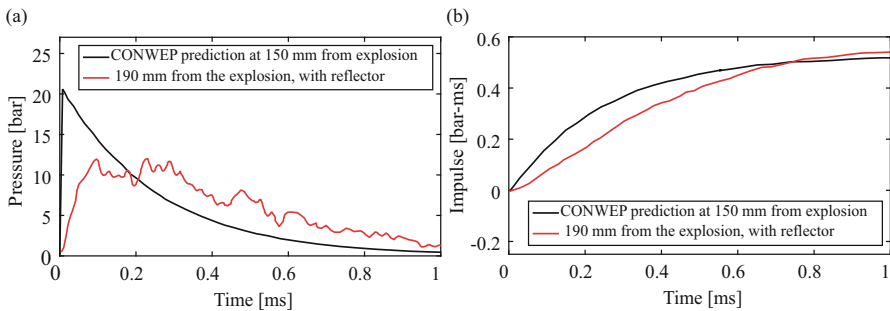 (a)
25
20
15
10
5
0
Pressure [bar]
CONWEP prediction at 150 mm from explosion
190 mm from the explosion, with reflector
0 0.2 0.4 0.6 0.8 1
Time [ms]
(b)
0.6
0.4
0.2
0
-0.2
Impulse [bar-ms]
CONWEP prediction at 150 mm from explosion
190 mm from the explosion, with reflector
0 0.2 0.4 0.6 0.8 1
Time [ms]